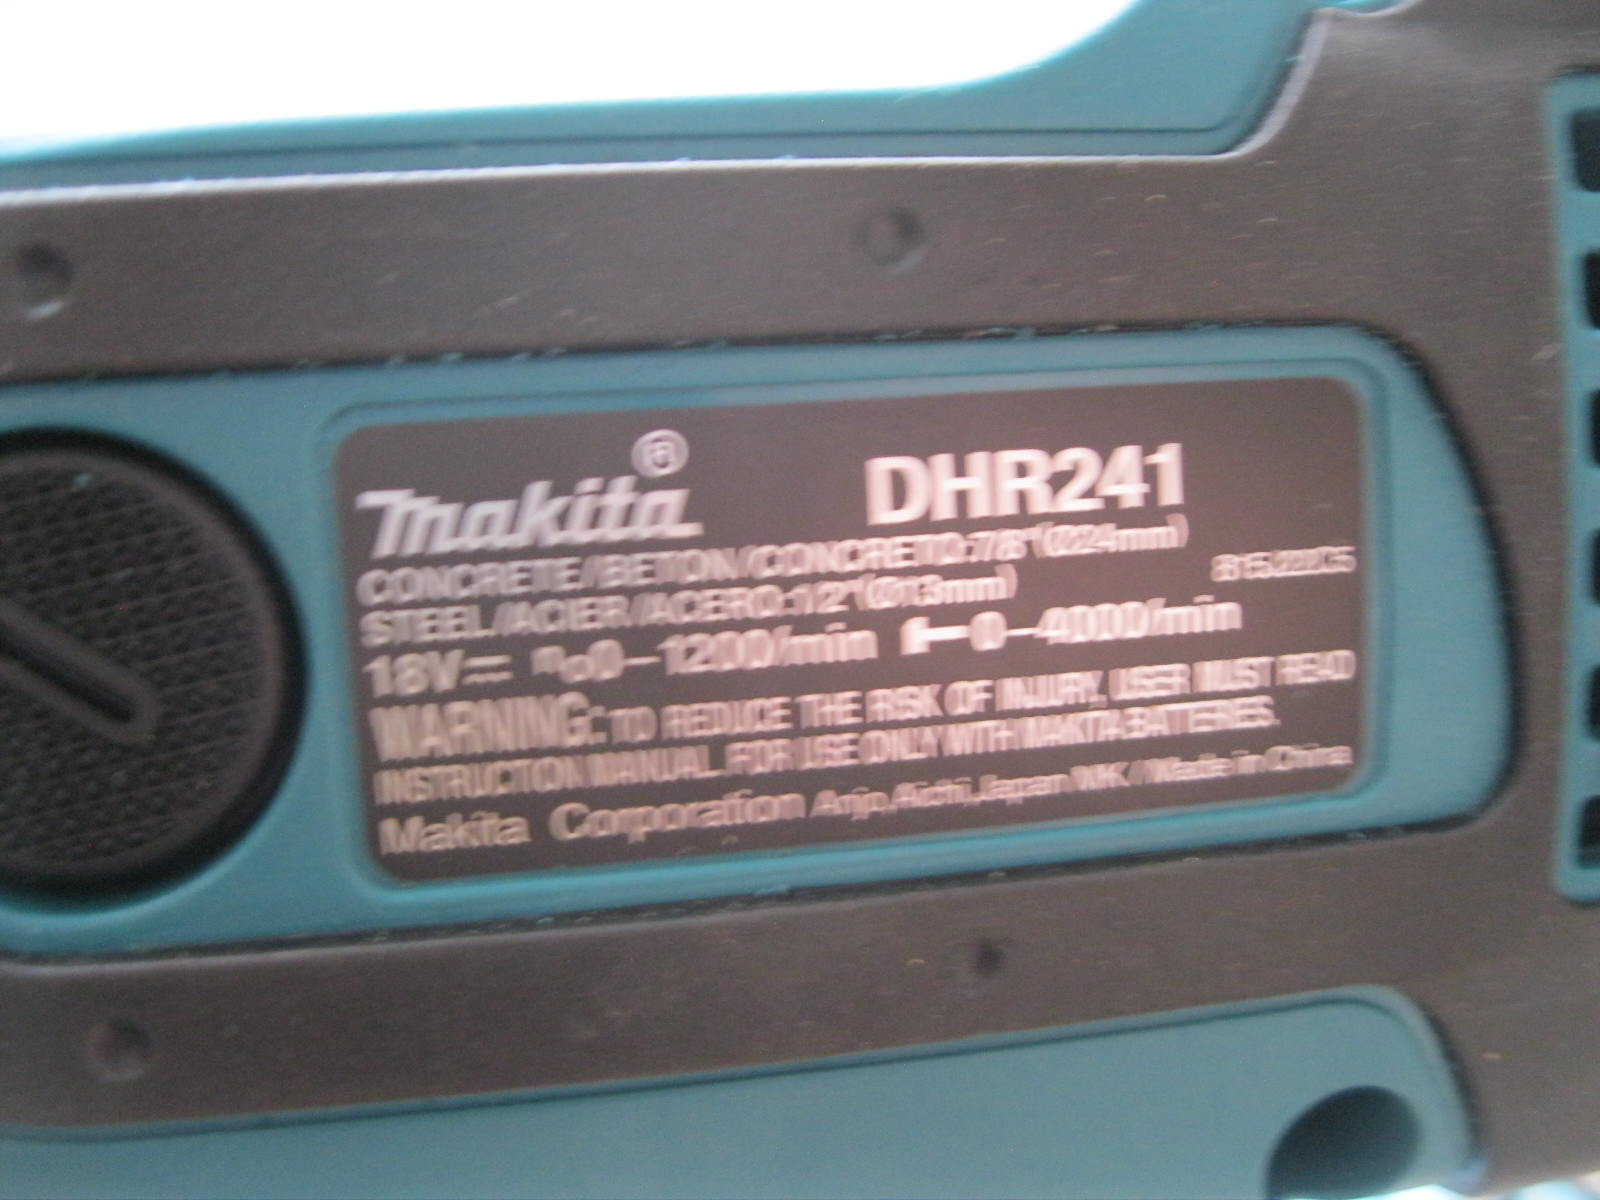 makita® DHR241
CONCRETE/BETON/CONCRETO:7/8"(Ø24mm)
STEEL/ACIER/ACERO:1/2"(Ø13mm)
18V⎓ n₀0-1200/min 0-4000/min
WARNING: TO REDUCE THE RISK OF INJURY, USER MUST READ
INSTRUCTION MANUAL. FOR USE ONLY WITH MAKITA BATTERIES.
Makita Corporation Anjo, Aichi, Japan WK / Made in China